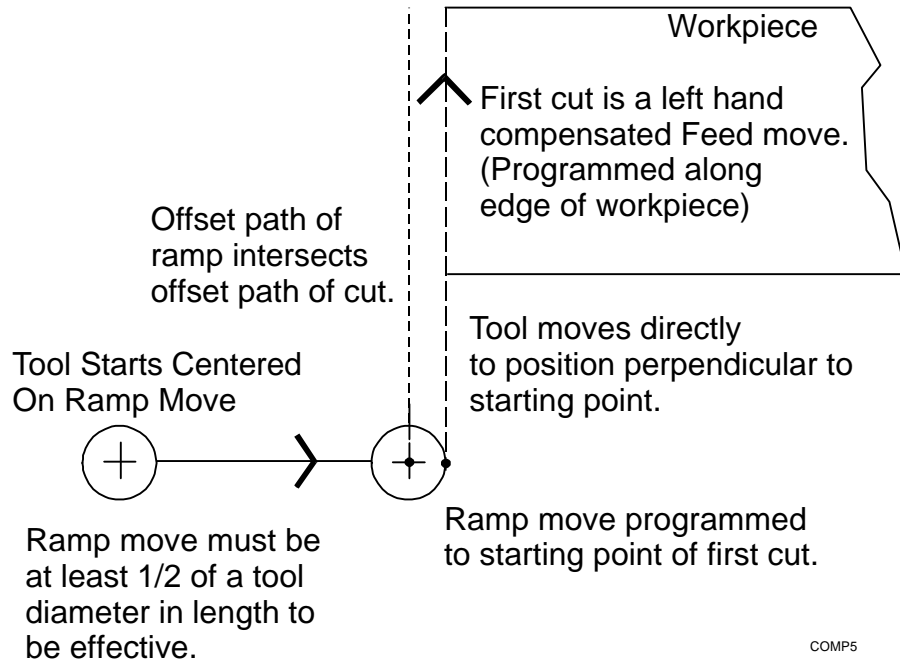 Workpiece
First cut is a left hand
compensated Feed move.
(Programmed along
edge of workpiece)
Offset path of
ramp intersects
offset path of cut.
Tool moves directly
to position perpendicular to
starting point.
Tool Starts Centered
On Ramp Move
Ramp move programmed
to starting point of first cut.
Ramp move must be
at least 1/2 of a tool
diameter in length to
be effective.
COMP5